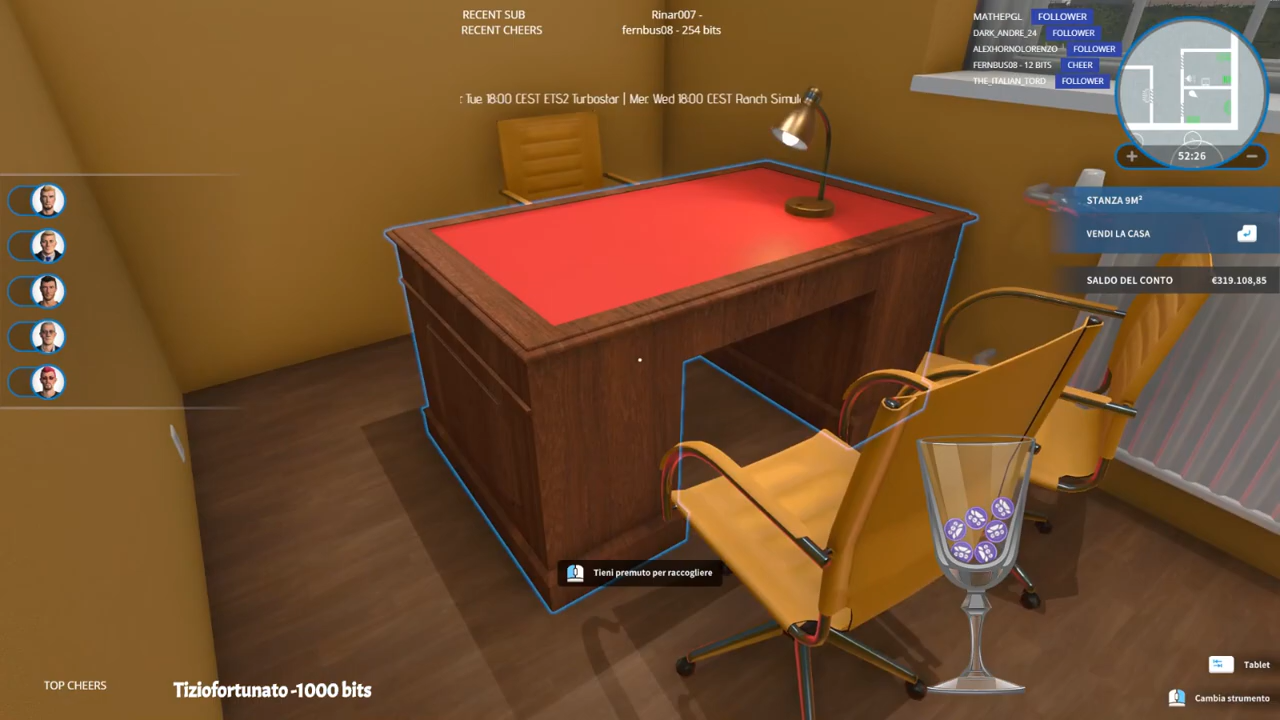 RECENT SUB
Rinar007 -
RECENT CHEERS
fernbus08 - 254 bits
: Tue 18:00 CEST ETS2 Turbostar | Mer: Wed 18:00 CEST Ranch Simul
MATHEPGL FOLLOWER
DARK_ANDRE_24 FOLLOWER
ALEXHORNOLORENZO FOLLOWER
FERNBUS08 - 12 BITS CHEER
THE_ITALIAN_TORD FOLLOWER
52:26
STANZA 9M²
VENDI LA CASA
SALDO DEL CONTO €319.108,85
Tieni premuto per raccogliere
Tablet
Cambia strumento
TOP CHEERS
Tiziofortunato -1000 bits